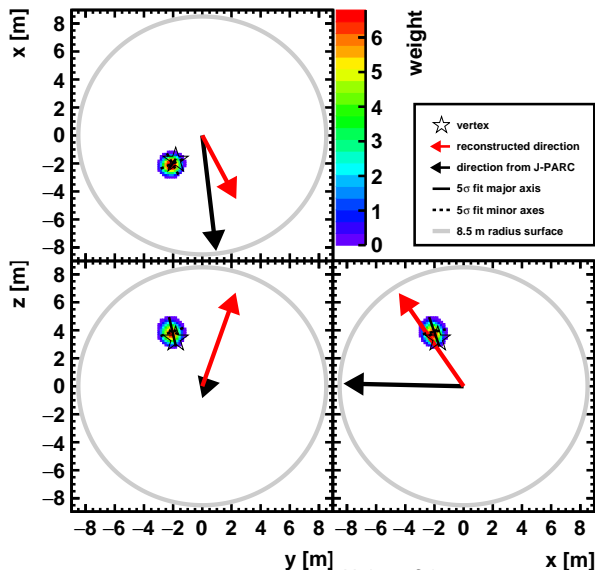 x [m]
8
6
4
2
0
−2
−4
−6
−8
weight
6
5
4
3
2
1
0
vertex
reconstructed direction
direction from J-PARC
5σ fit major axis
5σ fit minor axes
8.5 m radius surface
z [m]
8
6
4
2
0
−2
−4
−6
−8
−8 −6 −4 −2 0 2 4 6 8
y [m]
−8 −6 −4 −2 0 2 4 6 8
x [m]